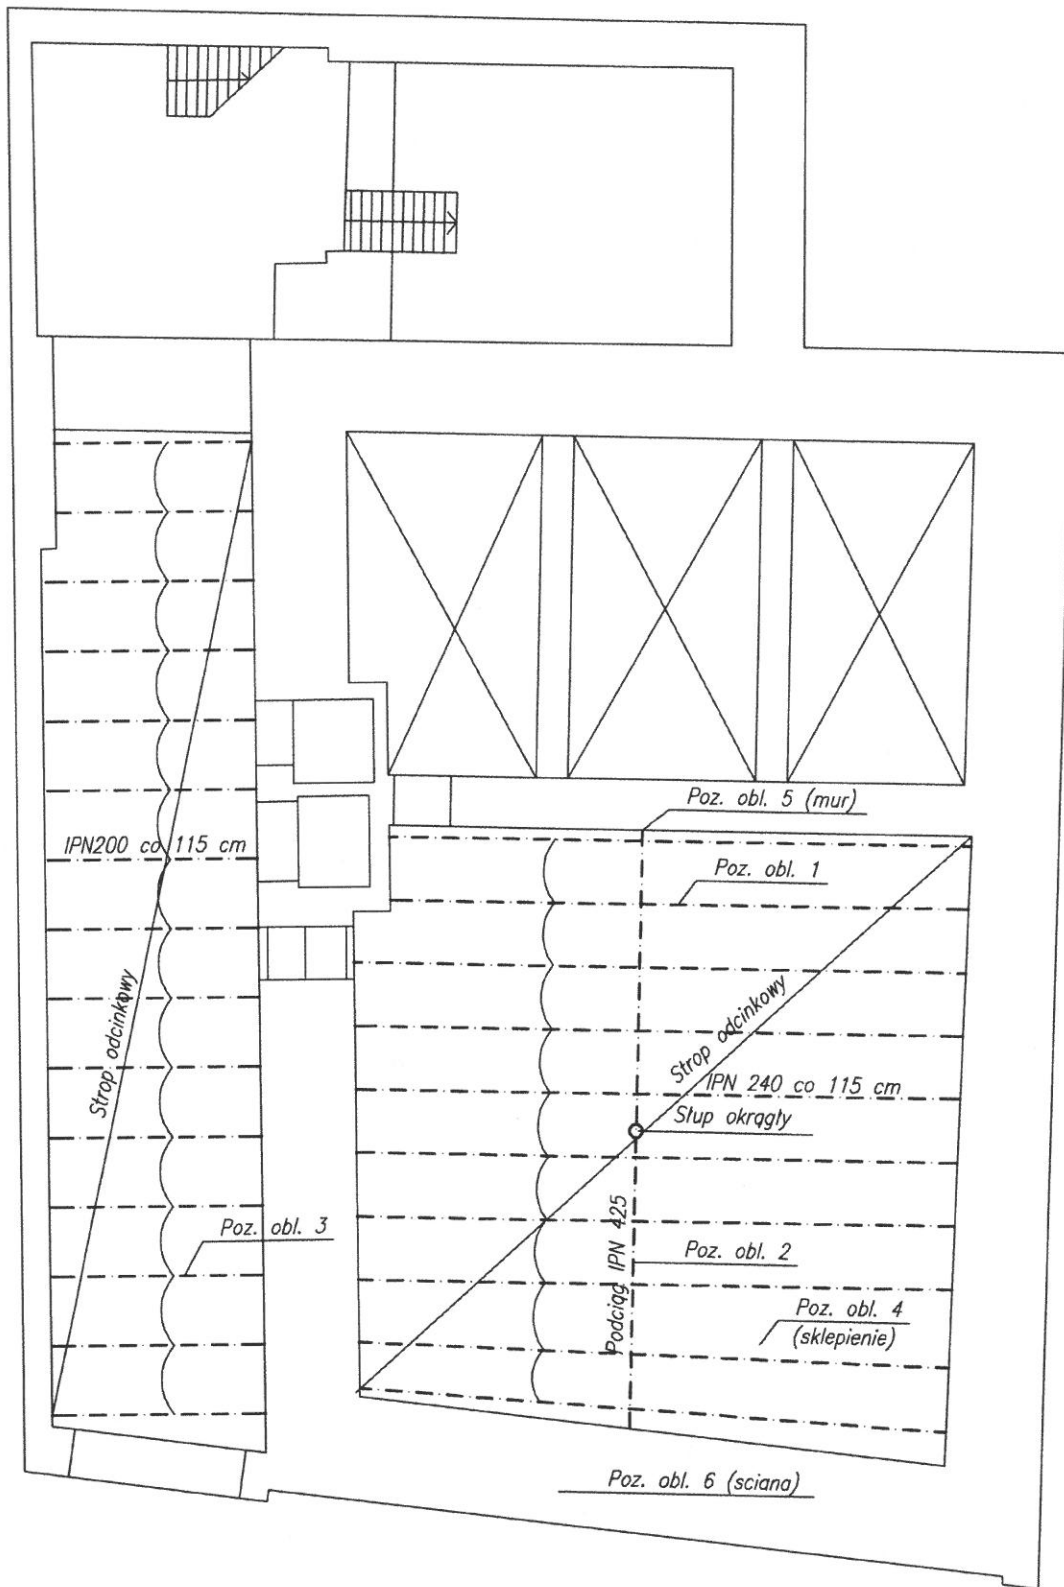 Poz. obl. 5 (mur)
Poz. obl. 1
IPN200 co 115 cm
Strop odcinkowy
Strop odcinkowy
IPN 240 co 115 cm
Słup okrągły
Podciąg IPN 425
Poz. obl. 3
Poz. obl. 2
Poz. obl. 4
(sklepienie)
Poz. obl. 6 (sciana)